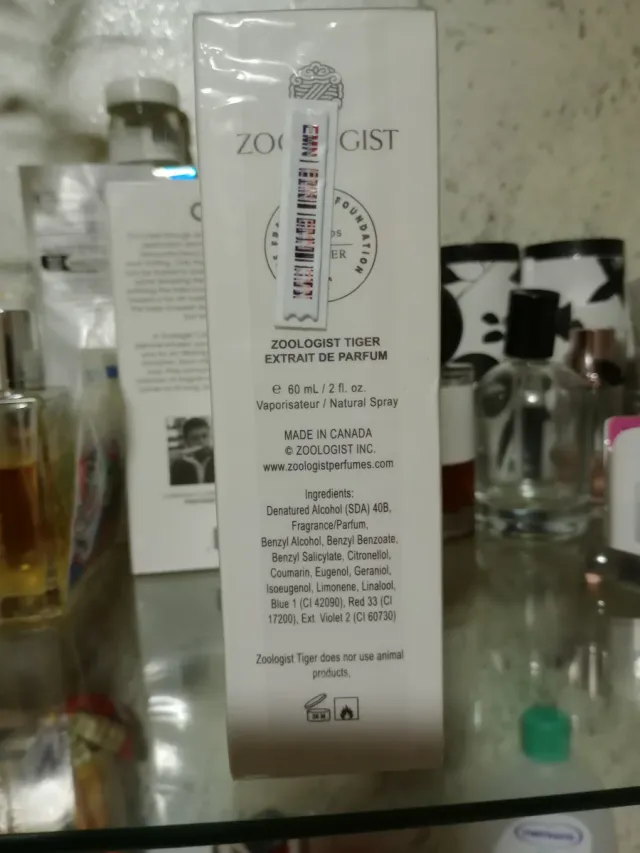 ZOOLOGIST
FOUNDATION
ZOOLOGIST TIGER
EXTRAIT DE PARFUM
℮ 60 mL / 2 fl. oz.
Vaporisateur / Natural Spray
MADE IN CANADA
© ZOOLOGIST INC.
www.zoologistperfumes.com
Ingredients:
Denatured Alcohol (SDA) 40B,
Fragrance/Parfum,
Benzyl Alcohol, Benzyl Benzoate,
Benzyl Salicylate, Citronellol,
Coumarin, Eugenol, Geraniol,
Isoeugenol, Limonene, Linalool,
Blue 1 (CI 42090), Red 33 (CI
17200), Ext. Violet 2 (CI 60730)
Zoologist Tiger does nor use animal
products.